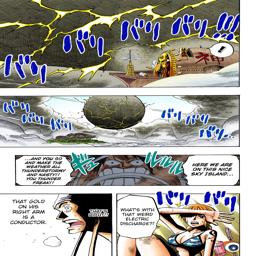 バリ
バリ
バリ
バリ
!
バリ
バリ
バリ
バリ
HERE WE ARE
ON THIS NICE
SKY ISLAND...
...AND YOU GO
AND MAKE THE
WEATHER ALL
THUNDERSTORMY
AND NASTY?! YOU
THUNDER
FREAK!!
バリ
バリ
WHAT'S WITH
THAT WEIRD
ELECTRIC
DISCHARGE?!
THAT GOLD
ON HIS
RIGHT ARM
IS A
CONDUCTOR.